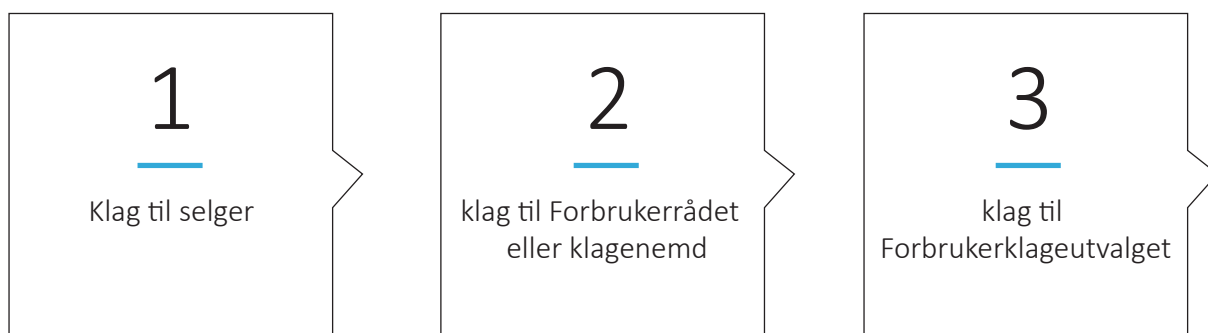 1
Klag til selger
2
klag til Forbrukerrådet
eller klagenemd
3
klag til
Forbrukerklageutvalget